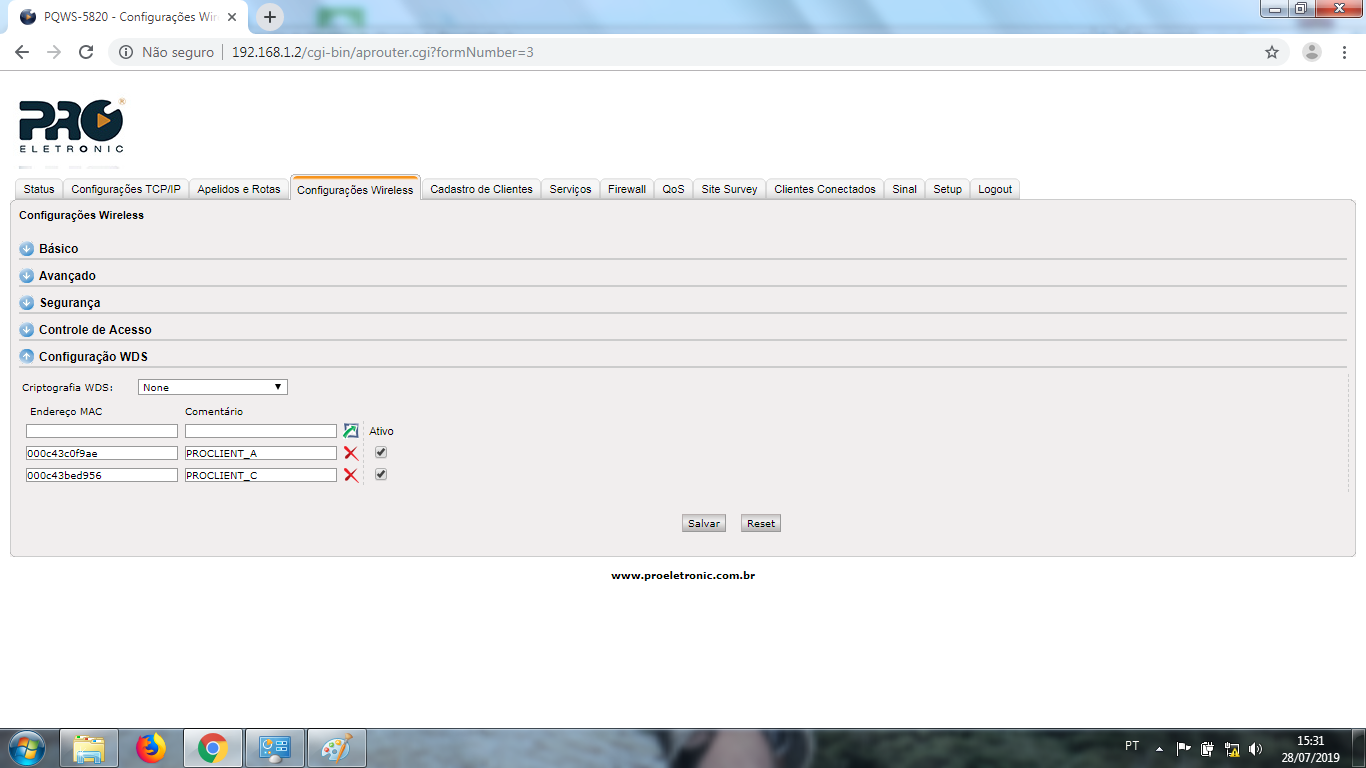 PQWS-5820 - Configurações Wir
Não seguro 192.168.1.2/cgi-bin/aprouter.cgi?formNumber=3
PRO
ELETRONIC
Status Configurações TCP/IP Apelidos e Rotas Configurações Wireless Cadastro de Clientes Serviços Firewall QoS Site Survey Clientes Conectados Sinal Setup Logout
Configurações Wireless
Básico
Avançado
Segurança
Controle de Acesso
Configuração WDS
Criptografia WDS: None
Endereço MAC Comentário
Ativo
000c43c0f9ae PROCLIENT_A
000c43bed956 PROCLIENT_C
Salvar Reset
www.proeletronic.com.br
PT 15:31
28/07/2019